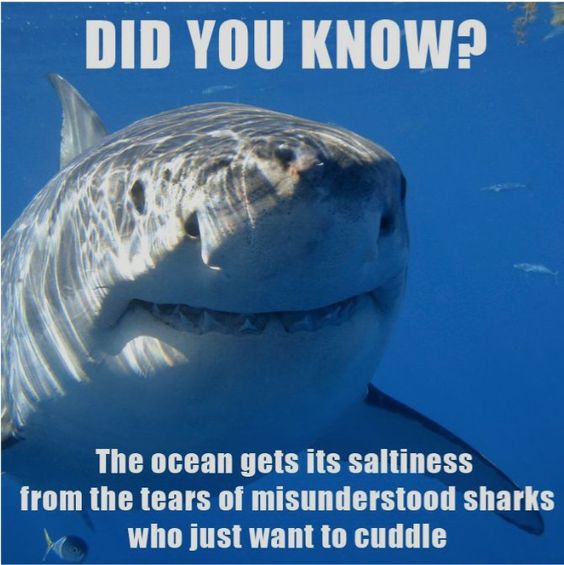 DID YOU KNOW?
The ocean gets its saltiness
from the tears of misunderstood sharks
who just want to cuddle